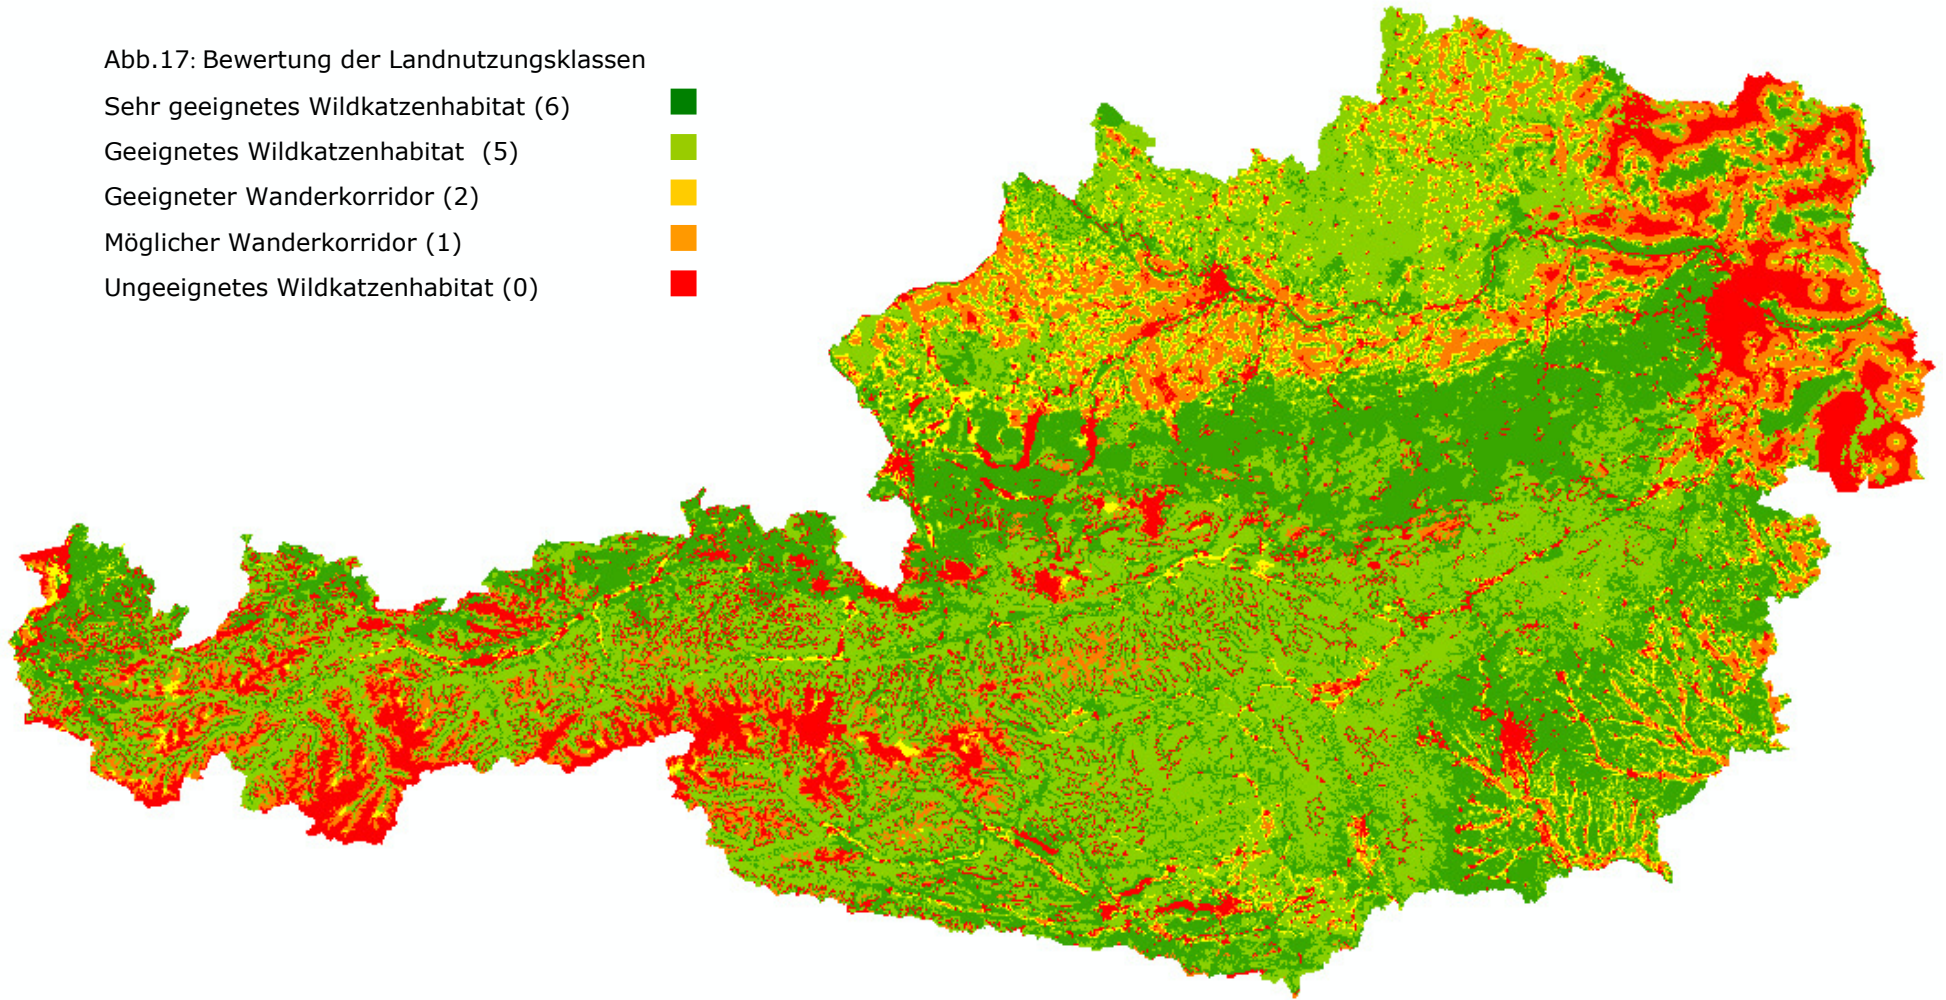 Abb.17: Bewertung der Landnutzungsklassen
Sehr geeignetes Wildkatzenhabitat (6)
Geeignetes Wildkatzenhabitat (5)
Geeigneter Wanderkorridor (2)
Möglicher Wanderkorridor (1)
Ungeeignetes Wildkatzenhabitat (0)